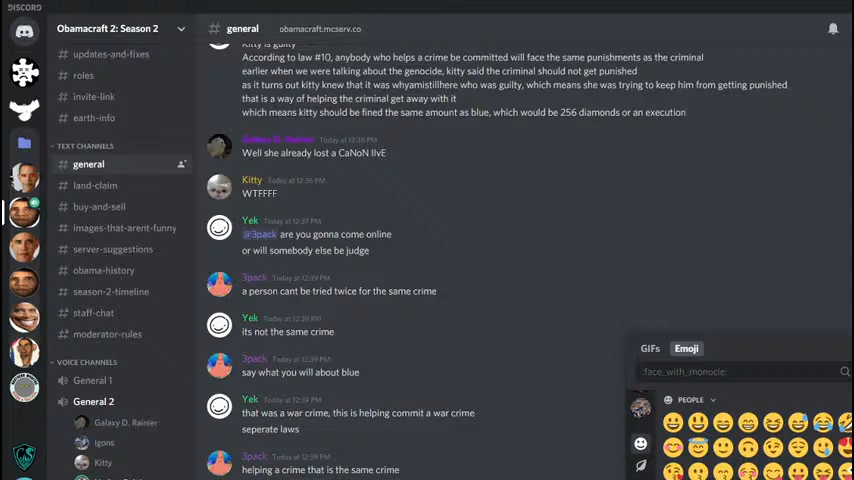 DISCORD
Obamacraft 2: Season 2
# general
obamacraft.mcserv.co
# updates-and-fixes
# roles
# invite-link
# earth-info
TEXT CHANNELS
# general
# land-claim
# buy-and-sell
# images-that-arent-funny
# server-suggestions
# obama-history
# season-2-timeline
# staff-chat
# moderator-rules
VOICE CHANNELS
General 1
General 2
Galaxy D. Rainier
Igons
Kitty
Kitty is guilty
According to law #10, anybody who helps a crime be committed will face the same punishments as the criminal
earlier when we were talking about the genocide, kitty said the criminal should not get punished
as it turns out kitty knew that it was whyamistillhere who was guilty, which means she was trying to keep him from getting punished
that is a way of helping the criminal get away with it
which means kitty should be fined the same amount as blue, which would be 256 diamonds or an execution
Galaxy D. Rainier Today at 12:36 PM
Well she already lost a CaNoN lIvE
Kitty Today at 12:36 PM
WTFFFF
Yek Today at 12:37 PM
@3pack are you gonna come online
or will somebody else be judge
3pack Today at 12:39 PM
a person cant be tried twice for the same crime
Yek Today at 12:39 PM
its not the same crime
3pack Today at 12:39 PM
say what you will about blue
Yek Today at 12:39 PM
that was a war crime, this is helping commit a war crime
seperate laws
3pack Today at 12:39 PM
helping a crime that is the same crime
GIFs Emoji
:face_with_monocle:
PEOPLE